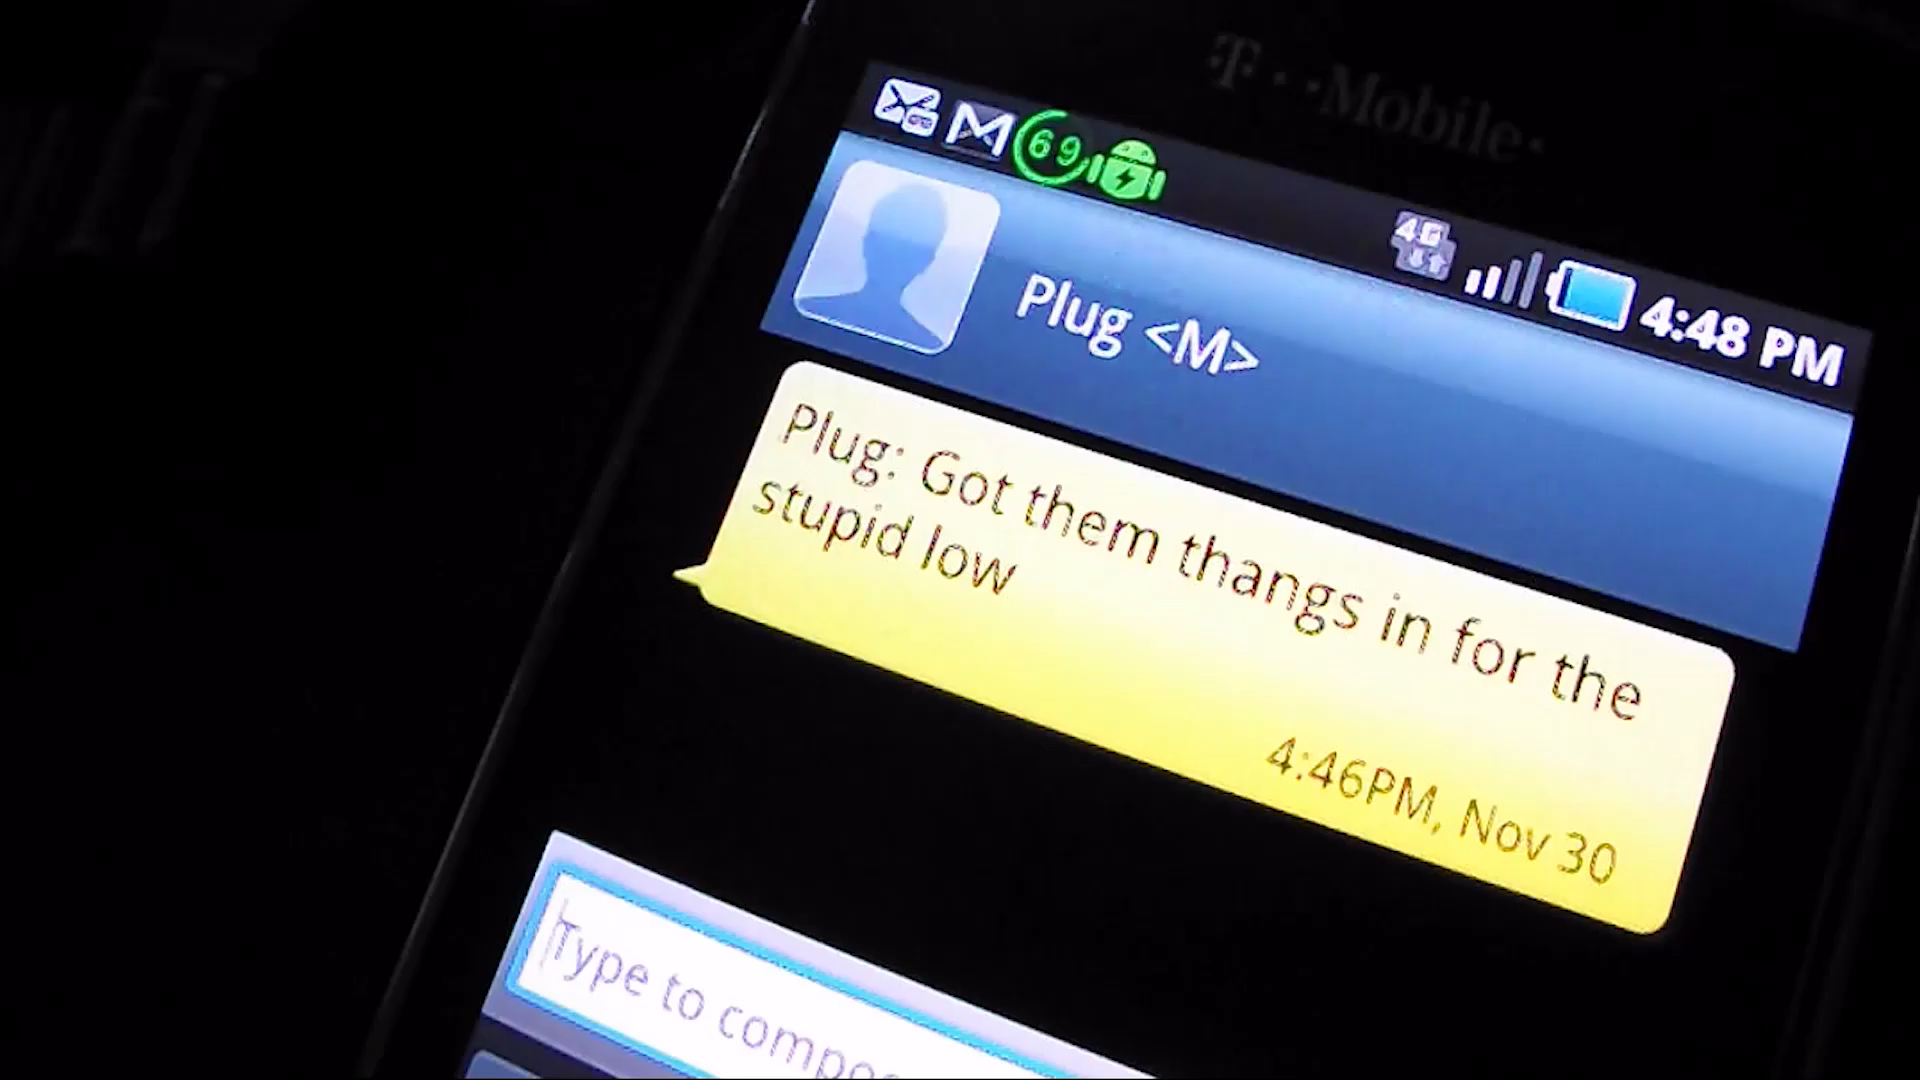 T··Mobile·
69
4G
4:48 PM
Plug <M>
Plug: Got them thangs in for the
stupid low
4:46PM, Nov 30
Type to compo